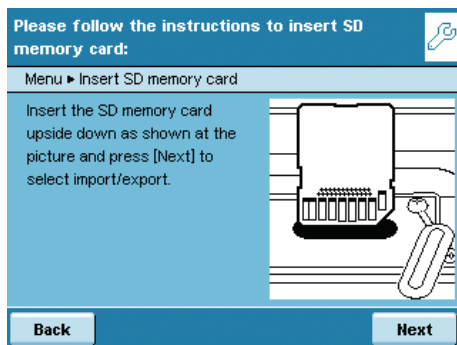 Please follow the instructions to insert SD
memory card:
Menu ▸ Insert SD memory card
Insert the SD memory card
upside down as shown at the
picture and press [Next] to
select import/export.
Back
Next